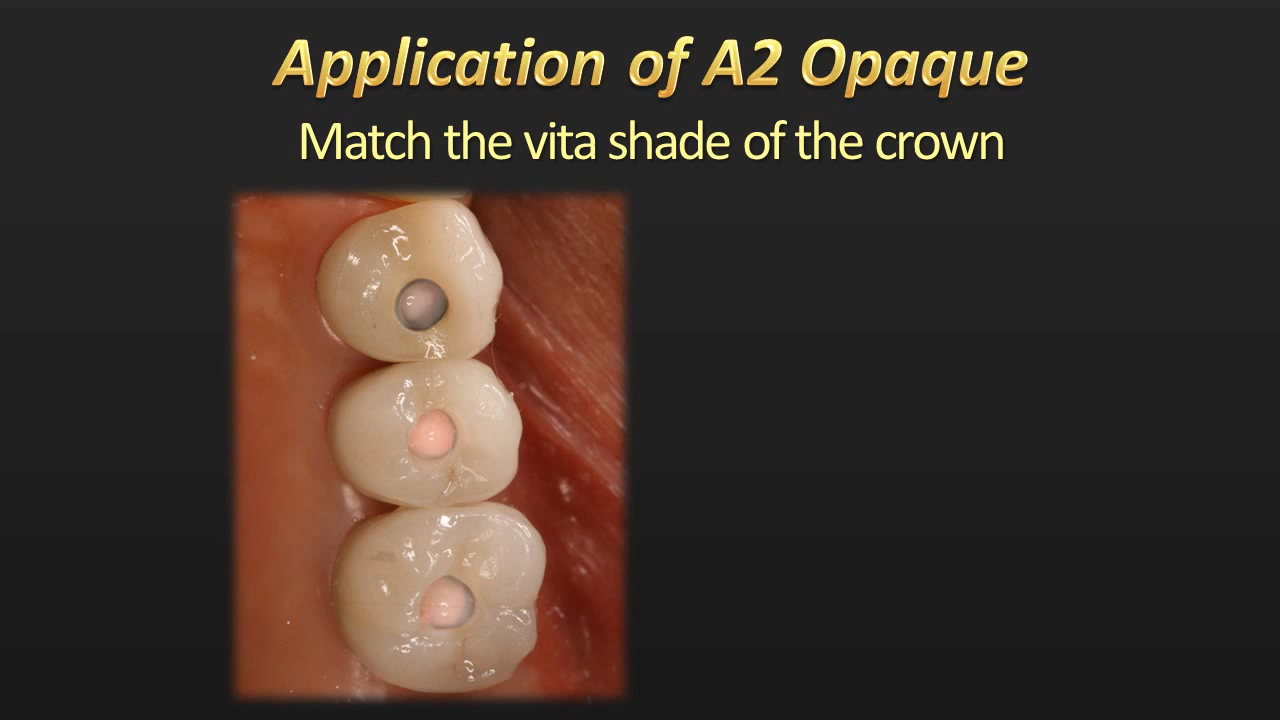 Application of A2 Opaque
Match the vita shade of the crown